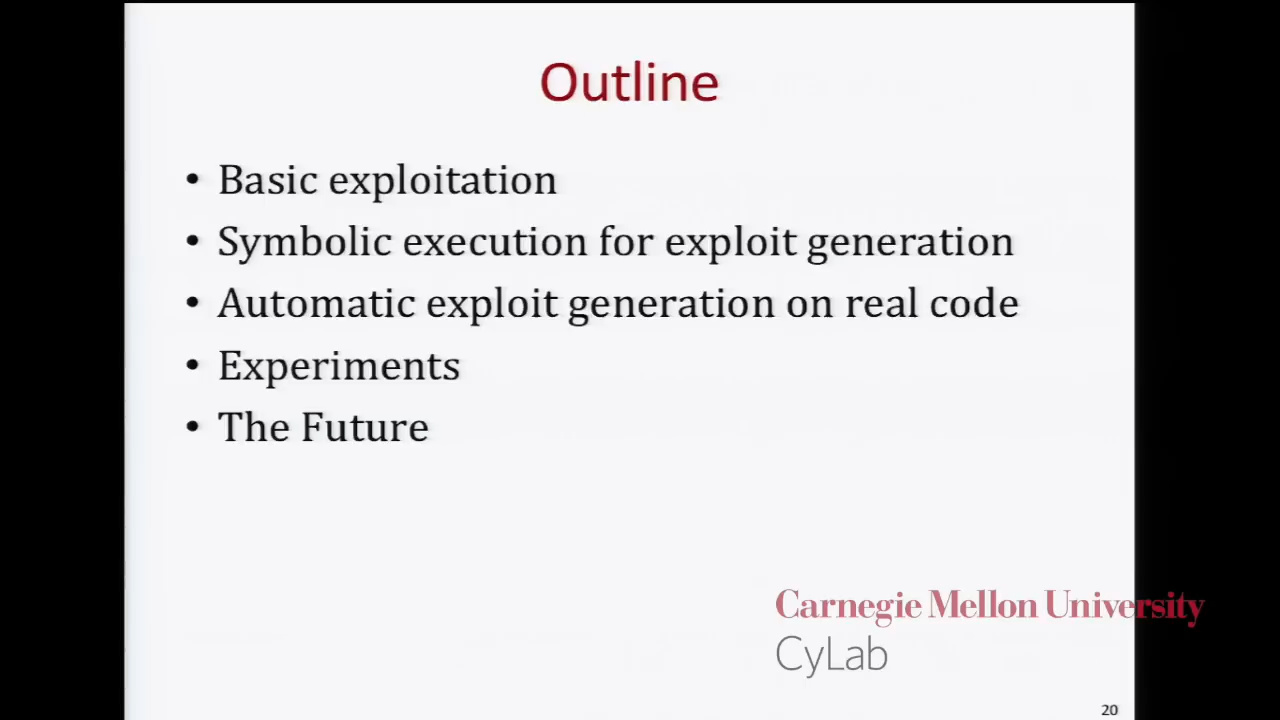 Outline
• Basic exploitation
• Symbolic execution for exploit generation
• Automatic exploit generation on real code
• Experiments
• The Future
Carnegie Mellon University
CyLab
20